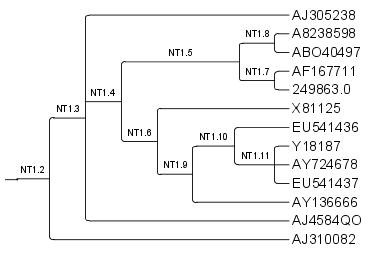 AJ305238
NT1.8
A8238598
NT1.5
ABO40497
AF167711
NT1.7
NT1.4
249863.0
NT1.3
X81125
EU541436
NT1.6
NT1.10
Y18187
NT1.9
NT1.11
AY724678
NT1.2
EU541437
AY136666
AJ4584QO
AJ310082